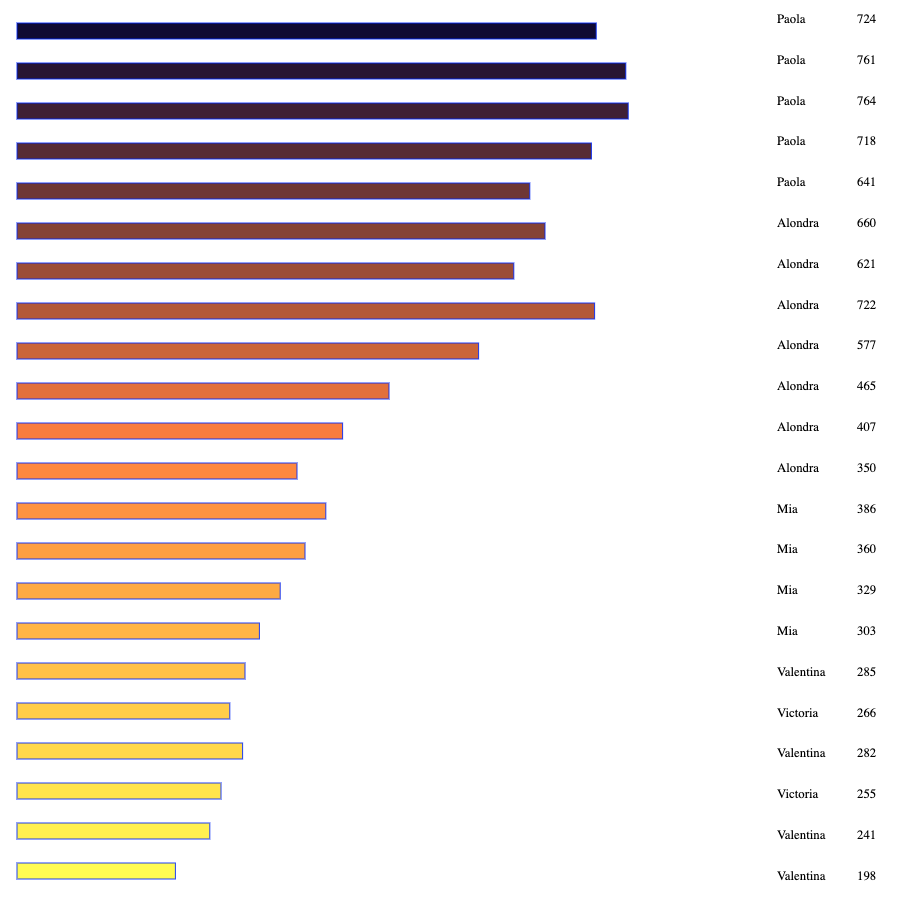 Paola 724
Paola 761
Paola 764
Paola 718
Paola 641
Alondra 660
Alondra 621
Alondra 722
Alondra 577
Alondra 465
Alondra 407
Alondra 350
Mia 386
Mia 360
Mia 329
Mia 303
Valentina 285
Victoria 266
Valentina 282
Victoria 255
Valentina 241
Valentina 198